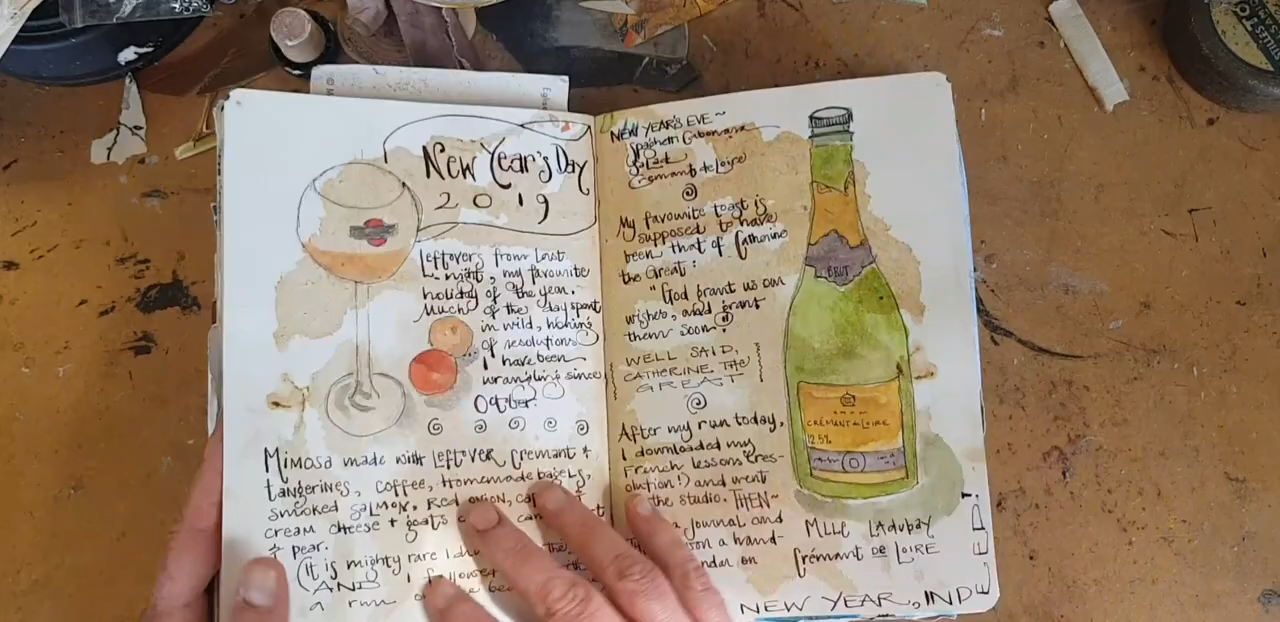 New Year's Day
2019
Leftovers from last
night, my favourite
holiday of the year.
Much of the day spent
in wild, honing
of resolutions
I have been
wrangling since
October.
Mimosa made with leftover Cremant +
tangerines, coffee, homemade bagels,
smoked salmon, red onion,
cream cheese + goats
+ pear.
(It is mighty rare I
AND I followed
a run
NEW YEAR'S EVE ~
Spaghetti Carbonara
Salad
Cremant de Loire
My favourite toast is
supposed to have
been that of Catherine
the Great:
"God grant us our
wishes, and grant
them soon"
WELL SAID,
CATHERINE THE
GREAT
After my run today,
I downloaded my
French lessons (res-
olution!) and went
the studio. THEN~
a journal and
on a hand-
on
BRUT
CRÉMANT de LOIRE
12.5%
Mlle Ladubay
Crémant de Loire
NEW YEAR, INDEED!